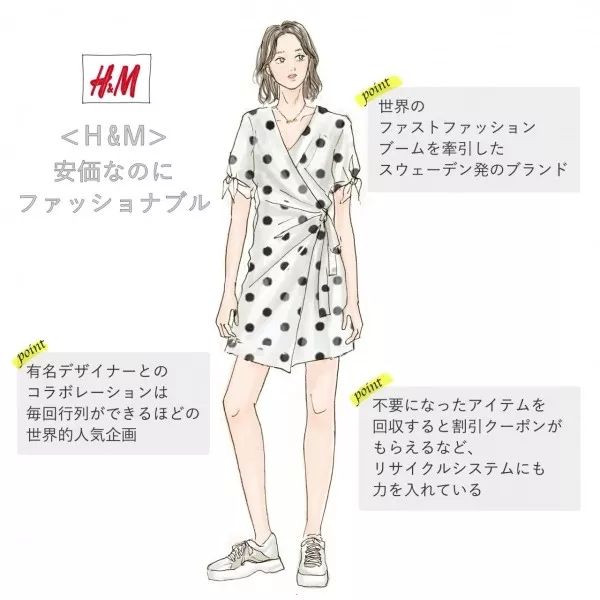 H&M
<H&M>
安価なのに
ファッショナブル
point
世界の
ファストファッション
ブームを牽引した
スウェーデン発のブランド
point
有名デザイナーとの
コラボレーションは
毎回行列ができるほどの
世界的人気企画
point
不要になったアイテムを
回収すると割引クーポンが
もらえるなど、
リサイクルシステムにも
力を入れている